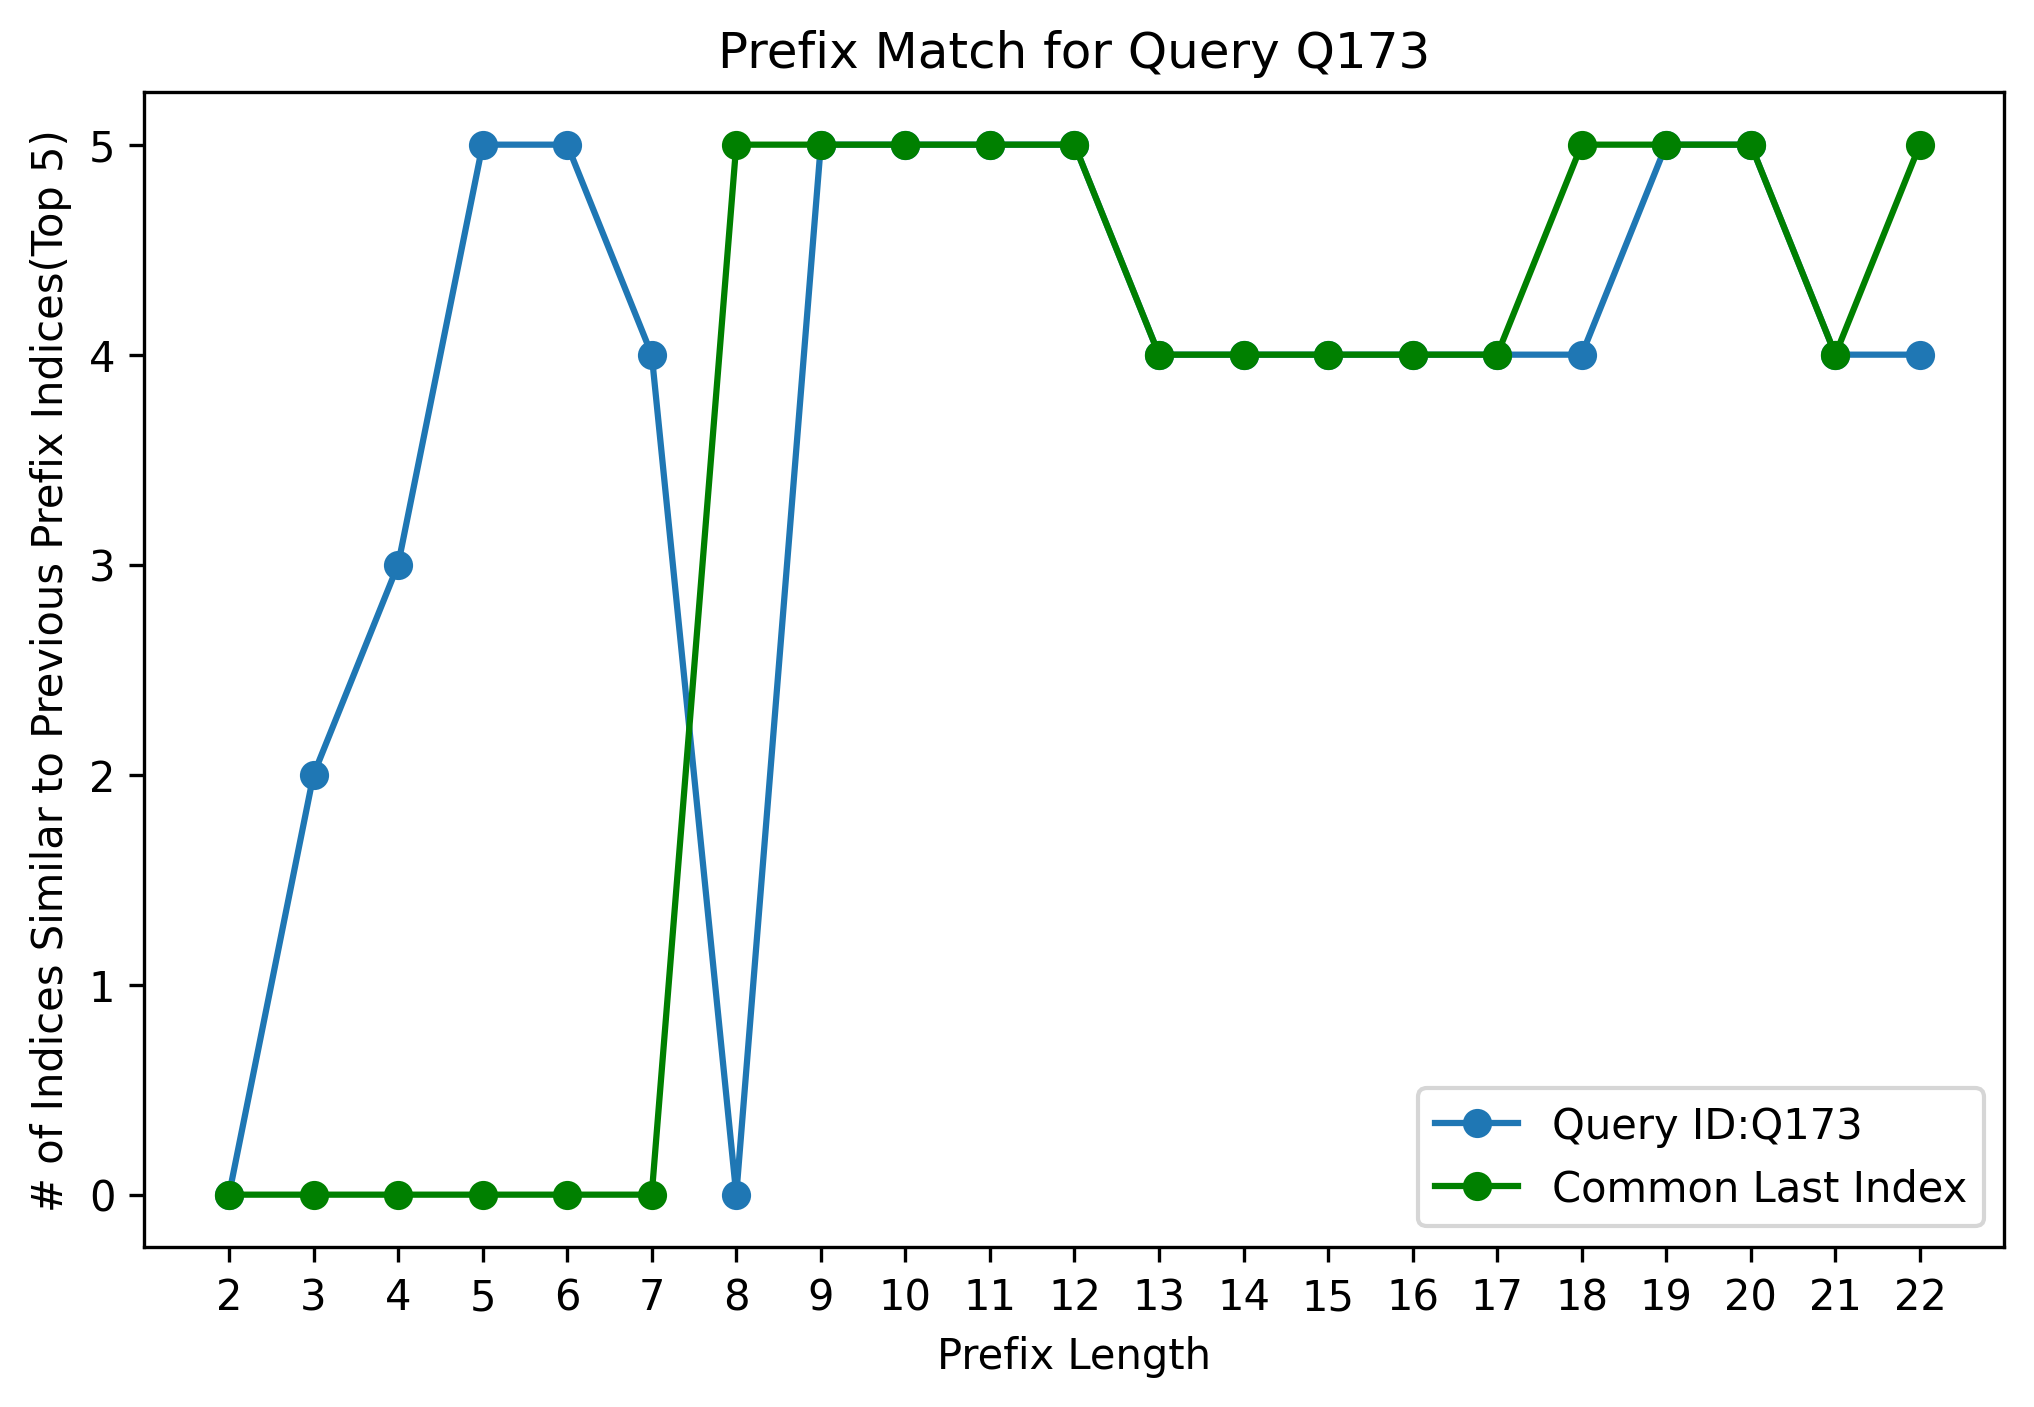 Prefix Match for Query Q173
# of Indices Similar to Previous Prefix Indices(Top 5)
5
4
3
2
1
0
Query ID:Q173
Common Last Index
2 3 4 5 6 7 8 9 10 11 12 13 14 15 16 17 18 19 20 21 22
Prefix Length